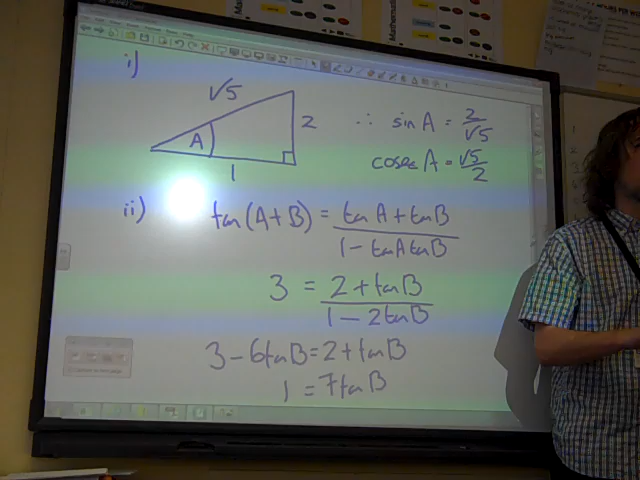 i)
√5
A
2
1
∴ sin A = 2/√5
cosec A = √5/2
ii) tan(A+B) = (tan A + tan B)/(1 - tan A tan B)
3 = (2 + tan B)/(1 - 2tan B)
3 - 6tan B = 2 + tan B
1 = 7tan B